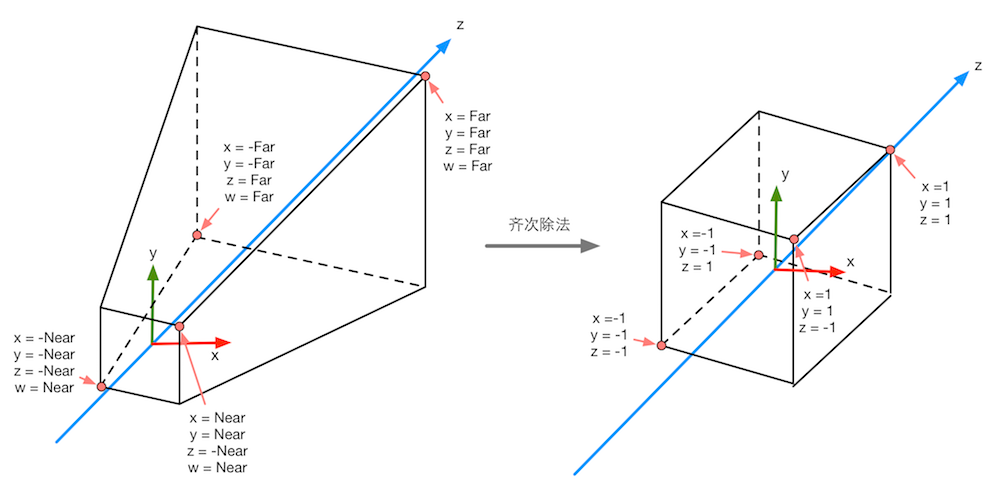 z
x = Far
y = Far
z = Far
w = Far
x = -Far
y = -Far
z = Far
w = Far
y
x
x = -Near
y = -Near
z = -Near
w = Near
x = Near
y = Near
z = -Near
w = Near
齐次除法
z
x =1
y = 1
z = 1
y
x =-1
y = -1
z = 1
x
x =1
y = 1
z = -1
x =-1
y = -1
z = -1